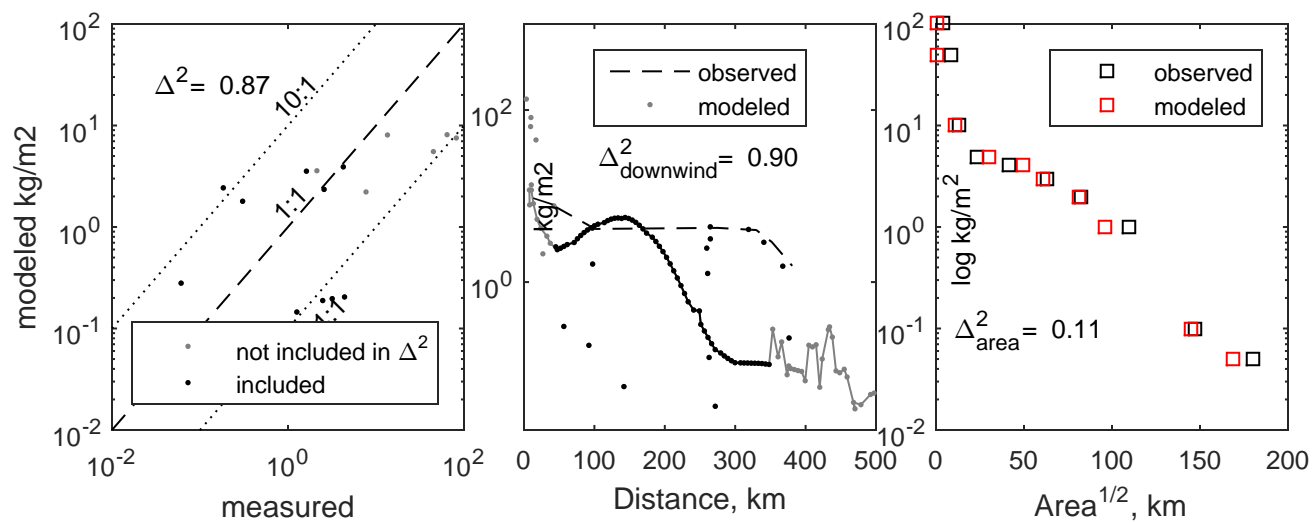 modeled kg/m2
10^2
10^1
10^0
10^-1
10^-2
Δ^2= 0.87
10:1
1:1
1:1
not included in Δ^2
included
10^-2
10^0
10^2
measured
10^2
10^0
kg/m2
observed
modeled
Δ^2_downwind= 0.90
0
100
200
300
400
500
Distance, km
10^2
10^1
10^0
10^-1
10^-2
log kg/m^2
observed
modeled
Δ^2_area= 0.11
0
50
100
150
200
Area^1/2, km